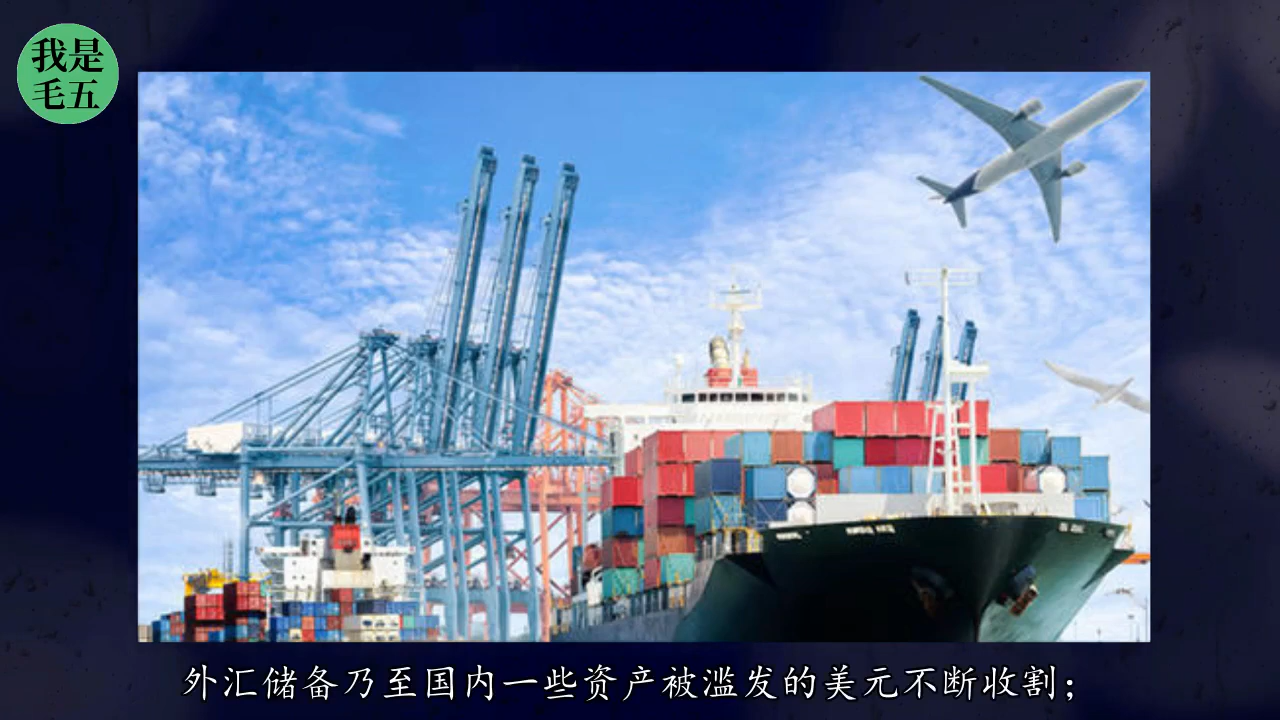 我是
毛五
外汇储备乃至国内一些资产被滥发的美元不断收割；